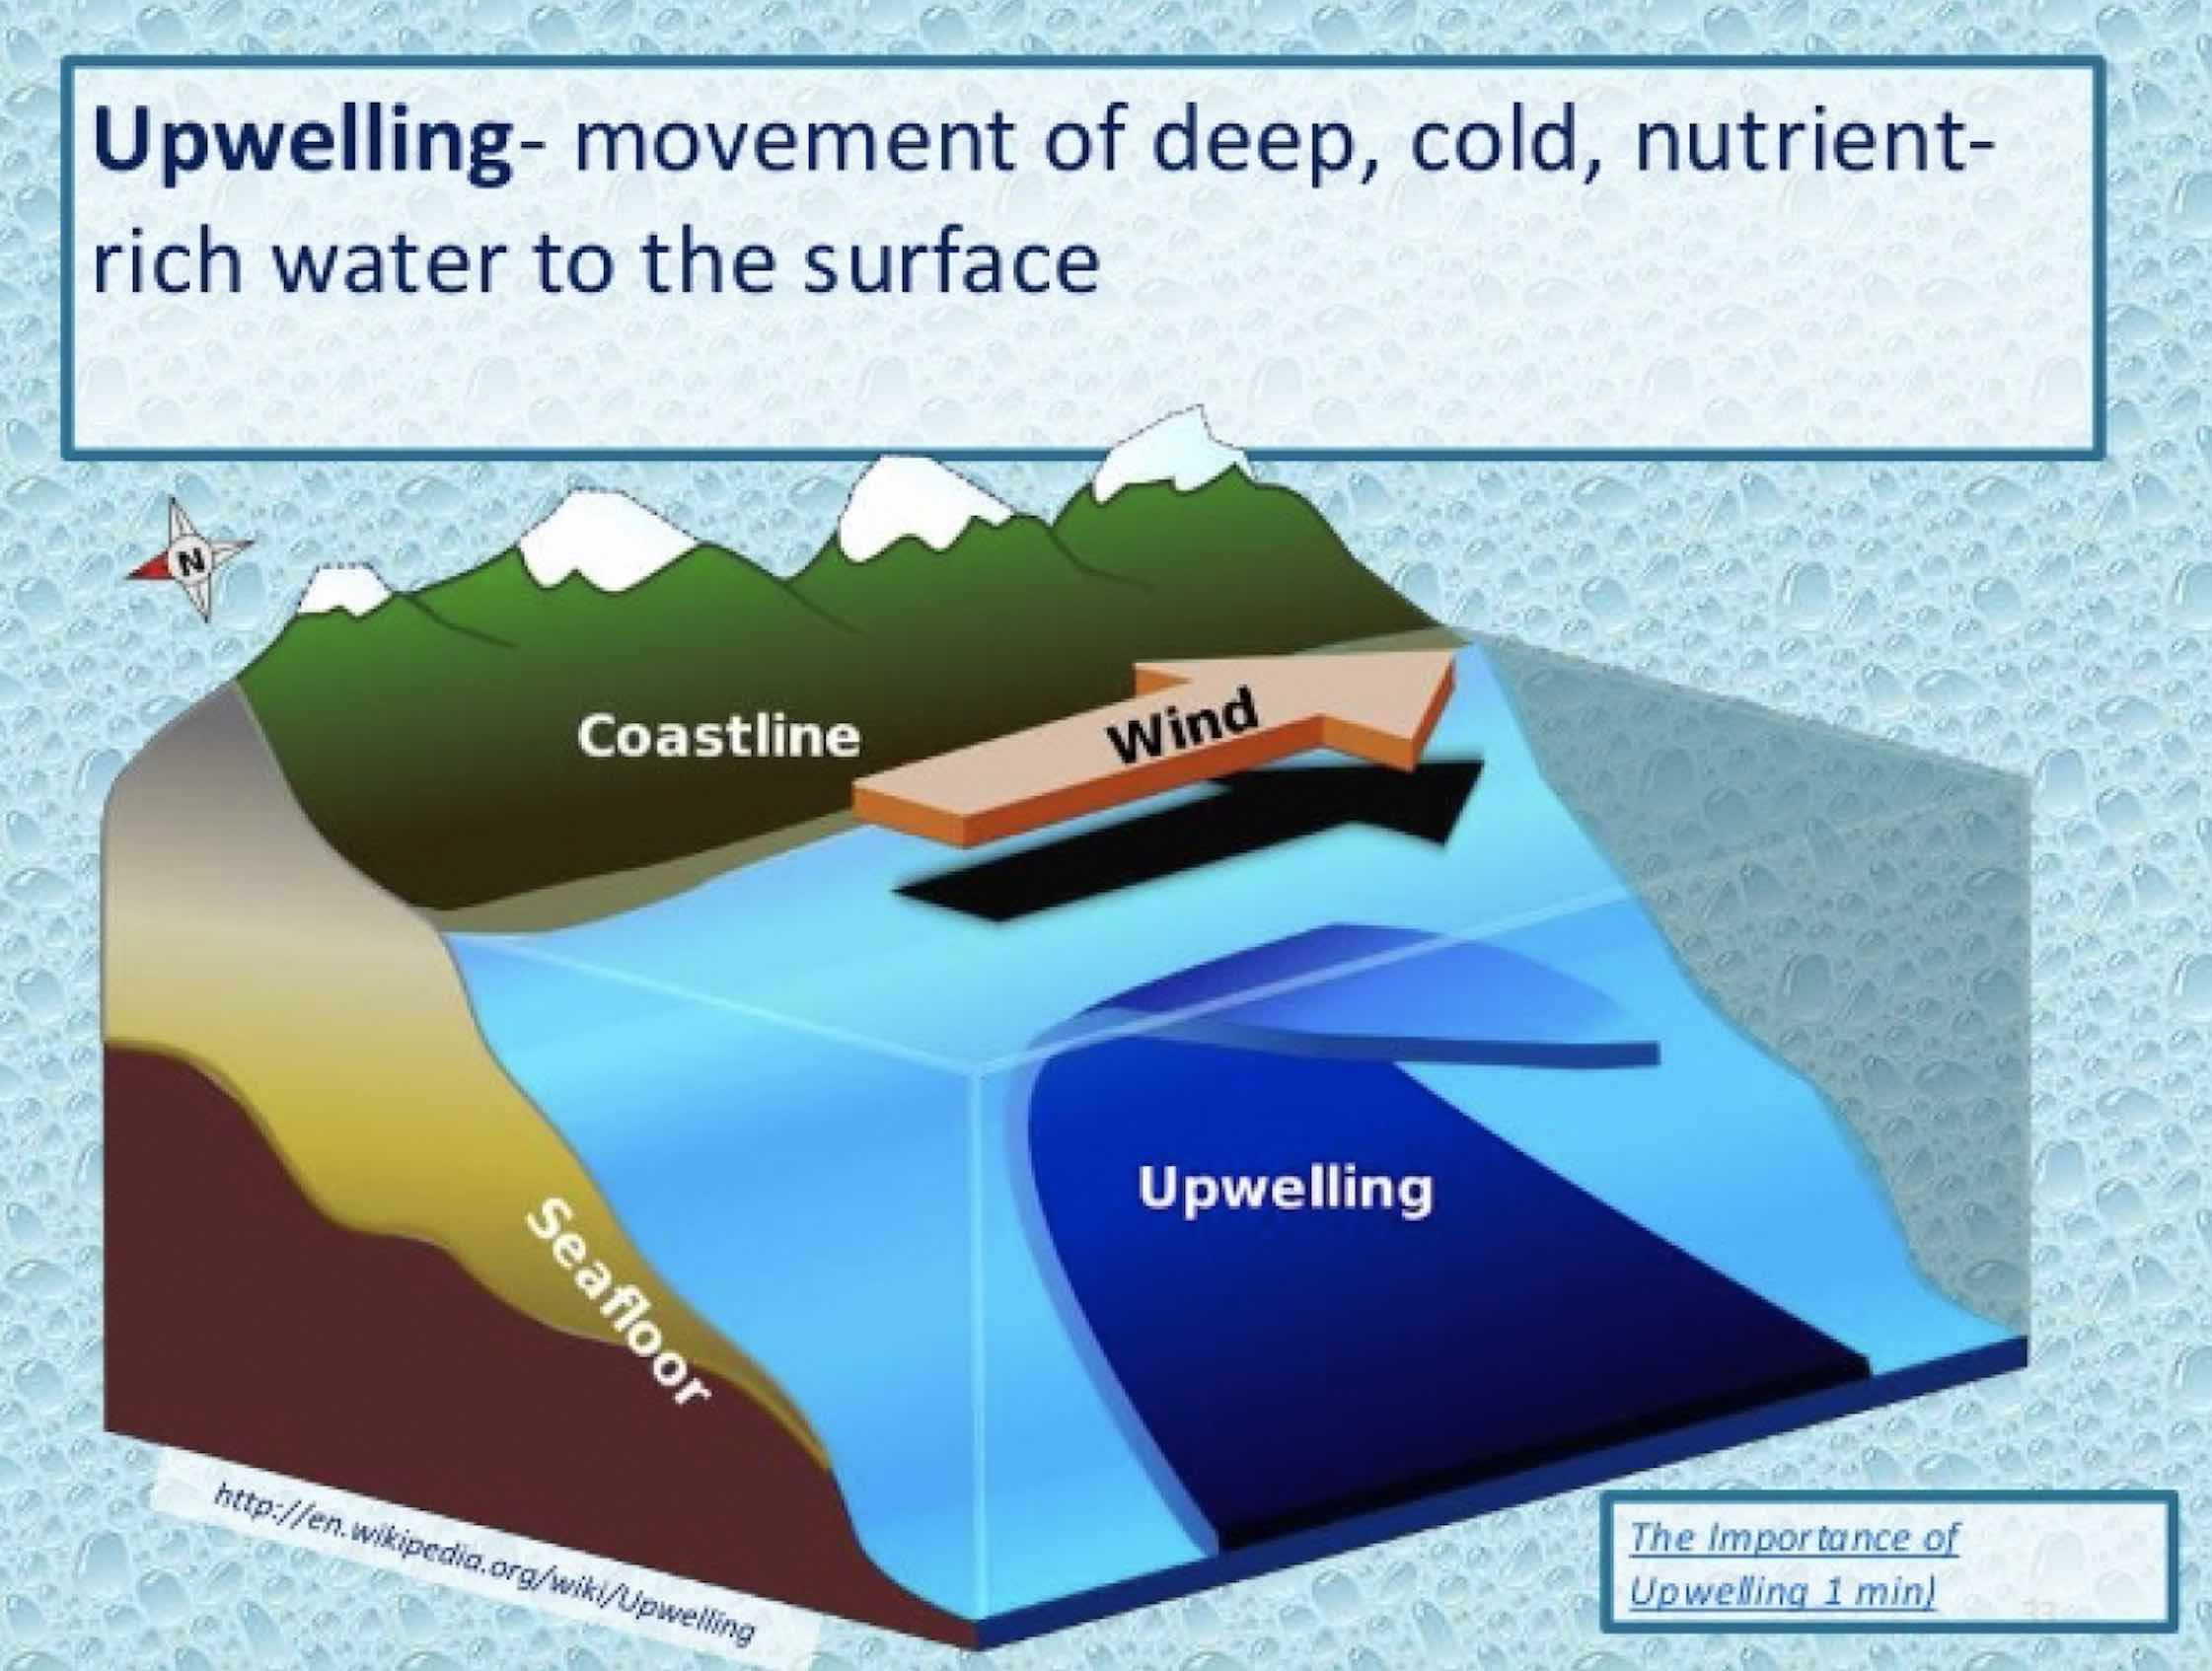 Upwelling- movement of deep, cold, nutrient-
rich water to the surface
N
Coastline
Wind
Upwelling
Seafloor
http://en.wikipedia.org/wiki/Upwelling
The Importance of
Upwelling 1 min)
33